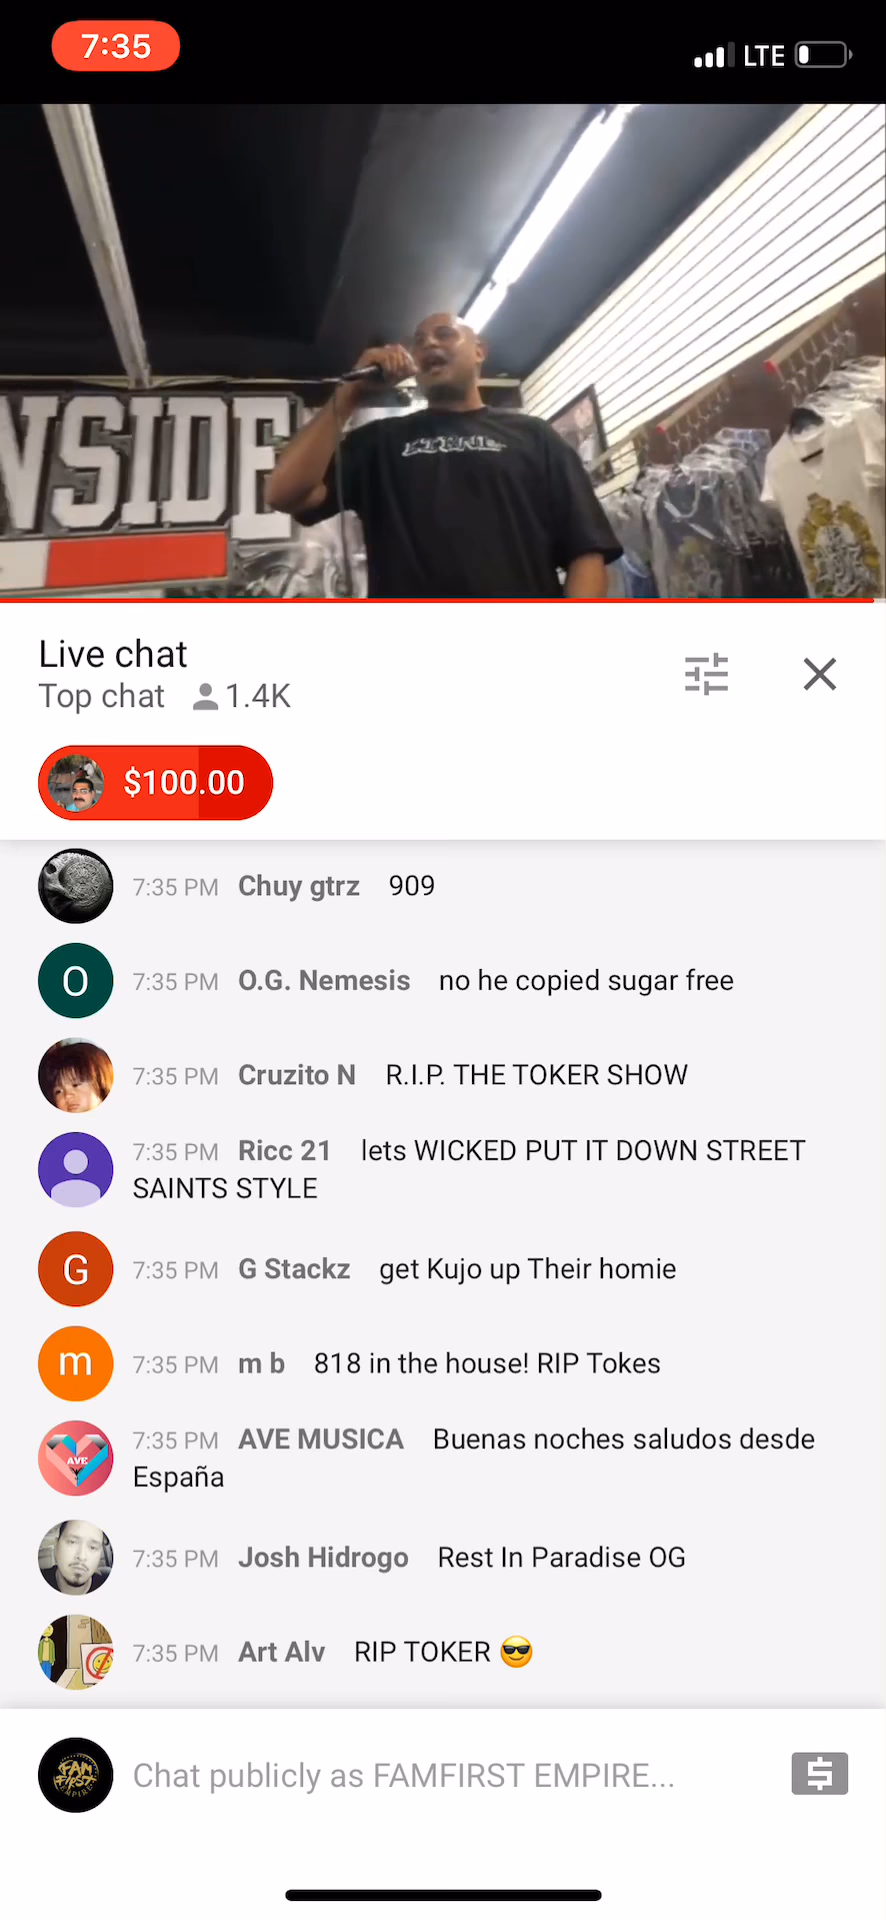 7:35
LTE
NSIDE
Live chat
Top chat 1.4K
$100.00
7:35 PM Chuy gtrz 909
O 7:35 PM O.G. Nemesis no he copied sugar free
7:35 PM Cruzito N R.I.P. THE TOKER SHOW
7:35 PM Ricc 21 lets WICKED PUT IT DOWN STREET
SAINTS STYLE
G 7:35 PM G Stackz get Kujo up Their homie
m 7:35 PM m b 818 in the house! RIP Tokes
7:35 PM AVE MUSICA Buenas noches saludos desde
AVE
España
7:35 PM Josh Hidrogo Rest In Paradise OG
7:35 PM Art Alv RIP TOKER 😎
FAM
FIRST
EMPIRE
Chat publicly as FAMFIRST EMPIRE...
$